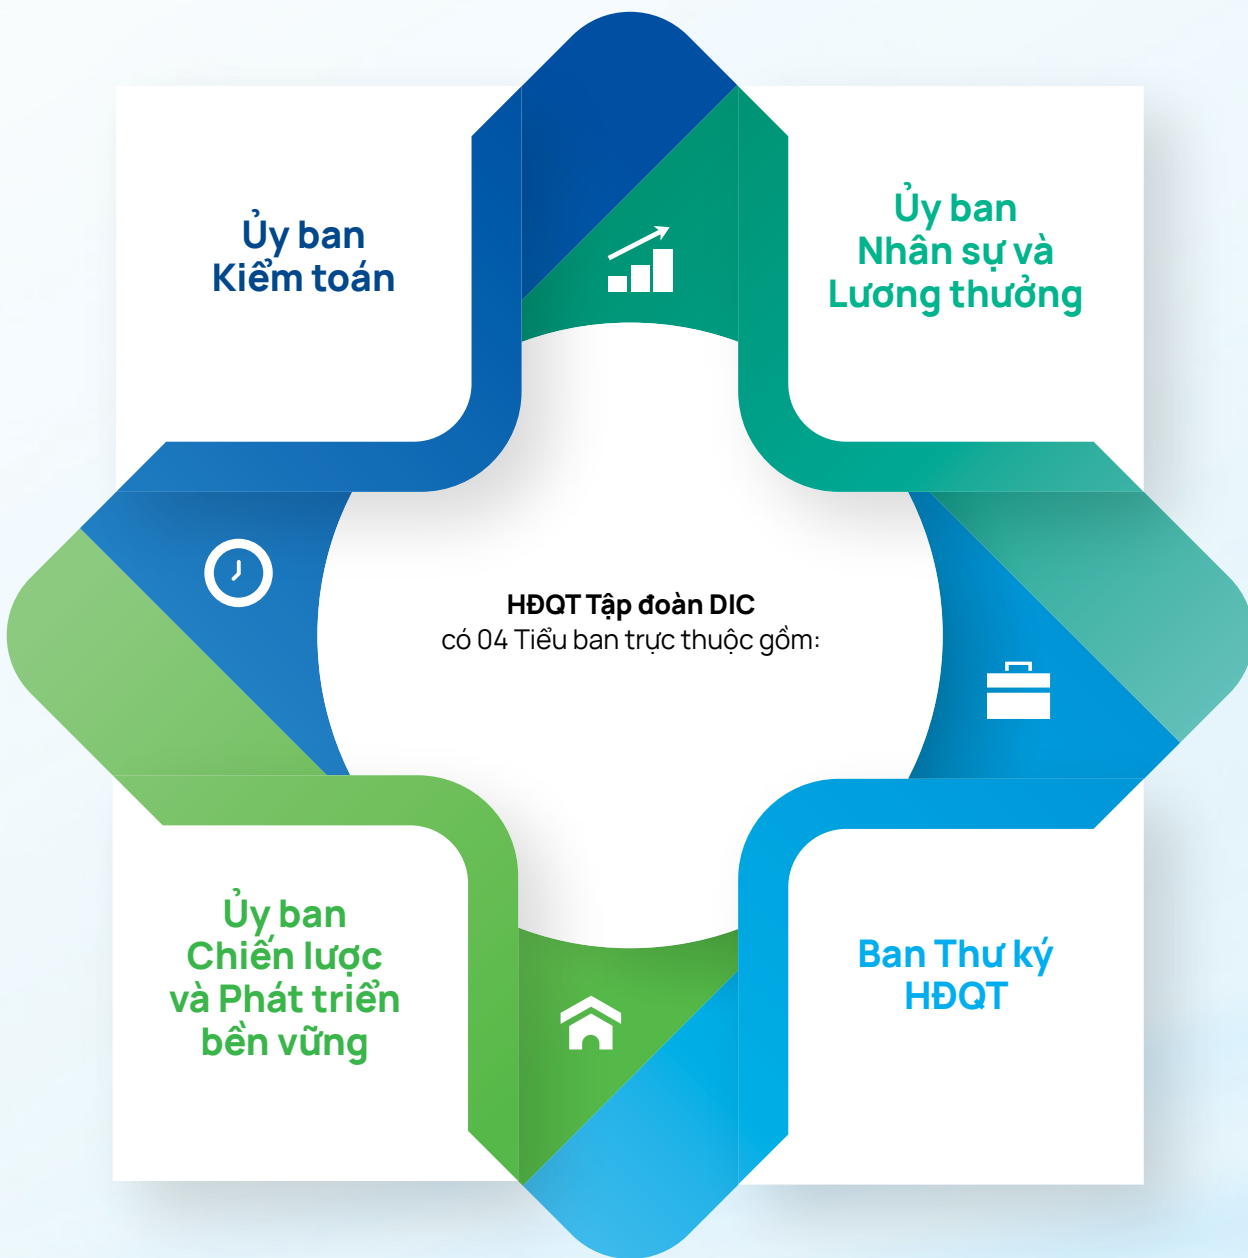 Ủy ban
Kiểm toán
Ủy ban
Nhân sự và
Lương thưởng
HĐQT Tập đoàn DIC
có 04 Tiểu ban trực thuộc gồm:
Ủy ban
Chiến lược
và Phát triển
bền vững
Ban Thư ký
HĐQT